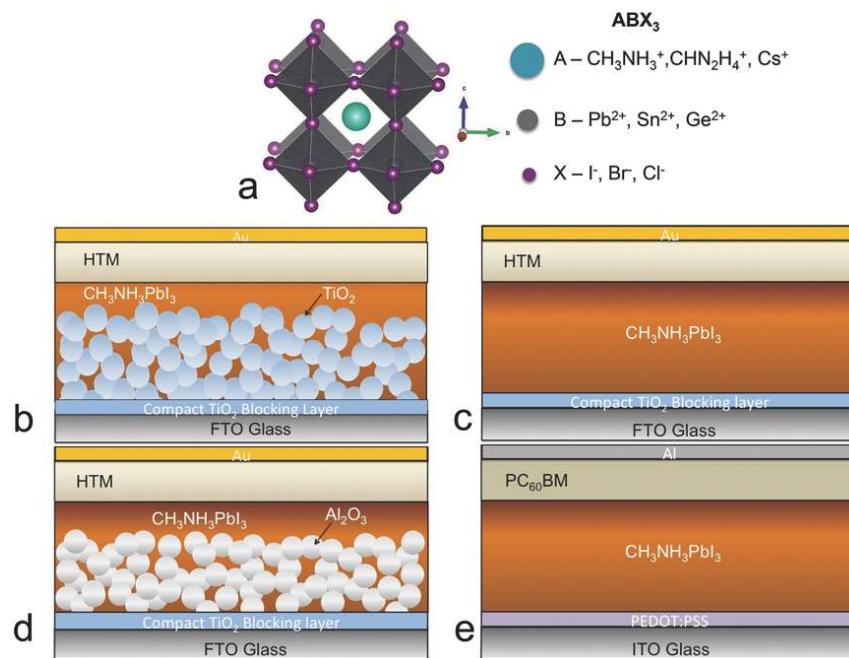 ABX₃
A – CH₃NH₃⁺,CHN₂H₄⁺, Cs⁺
B – Pb²⁺, Sn²⁺, Ge²⁺
X – I⁻, Br⁻, Cl⁻
c
b
a
Au
HTM
CH₃NH₃PbI₃
TiO₂
Compact TiO₂ Blocking layer
FTO Glass
b
Au
HTM
CH₃NH₃PbI₃
Compact TiO₂ Blocking layer
FTO Glass
c
Au
HTM
CH₃NH₃PbI₃
Al₂O₃
Compact TiO₂ Blocking layer
FTO Glass
d
Al
PC₆₀BM
CH₃NH₃PbI₃
PEDOT:PSS
ITO Glass
e